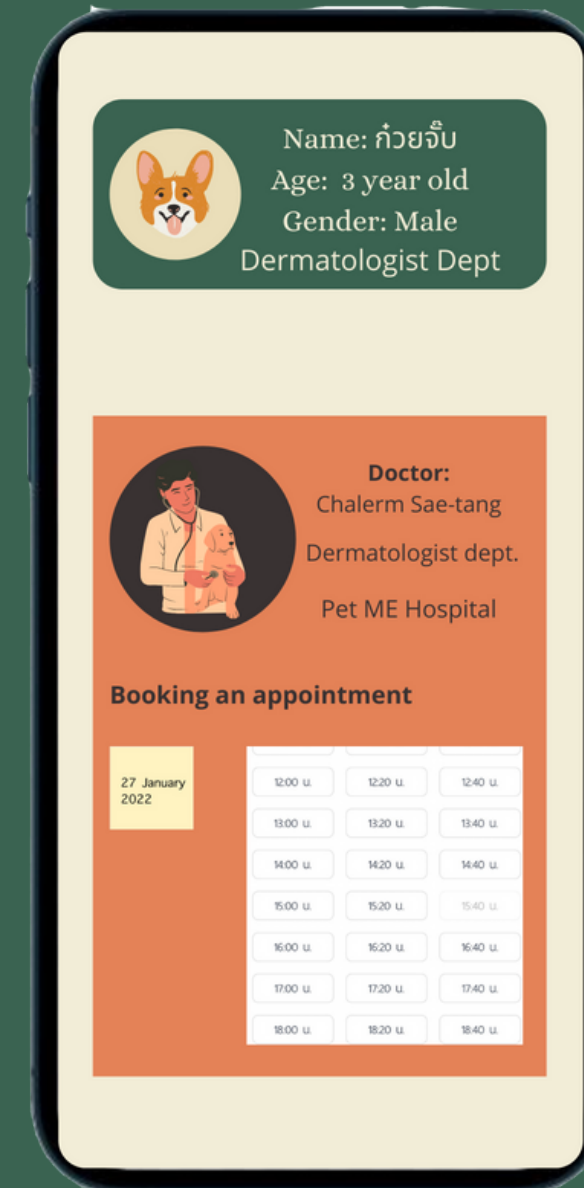 Name: ก๋วยจั๊บ
Age: 3 year old
Gender: Male
Dermatologist Dept
Doctor:
Chalerm Sae-tang
Dermatologist dept.
Pet ME Hospital
Booking an appointment
27 January
2022
12:00 น. 12:20 น. 12:40 น.
13:00 น. 13:20 น. 13:40 น.
14:00 น. 14:20 น. 14:40 น.
15:00 น. 15:20 น. 15:40 น.
16:00 น. 16:20 น. 16:40 น.
17:00 น. 17:20 น. 17:40 น.
18:00 น. 18:20 น. 18:40 น.